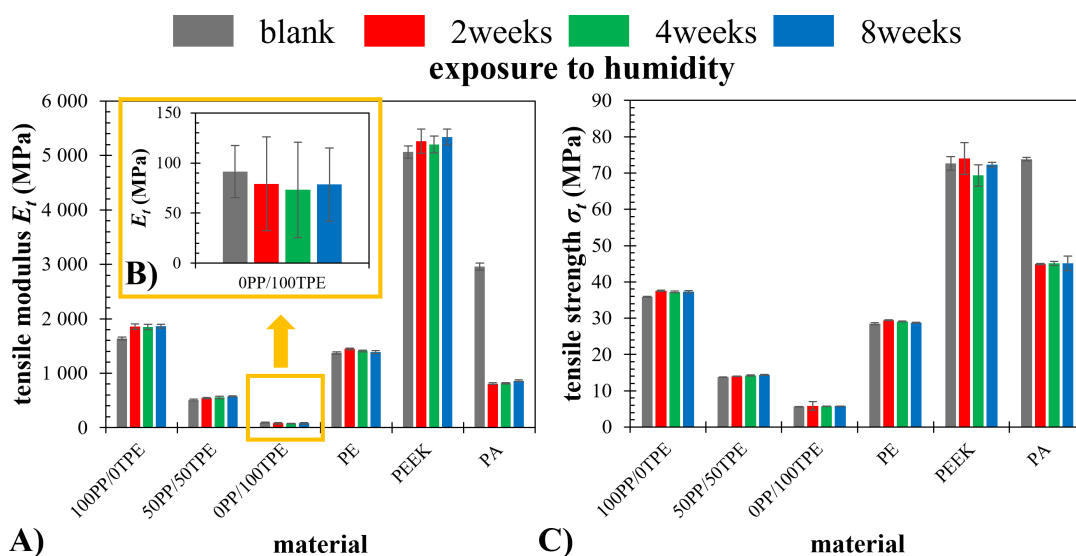 blank 2weeks 4weeks 8weeks
exposure to humidity
tensile modulus Et (MPa)
6 000
5 000
4 000
3 000
2 000
1 000
0
B)
Et (MPa)
150
100
50
0
0PP/100TPE
100PP/0TPE
50PP/50TPE
0PP/100TPE
PE
PEEK
PA
A)
material
tensile strength σt (MPa)
90
80
70
60
50
40
30
20
10
0
100PP/0TPE
50PP/50TPE
0PP/100TPE
PE
PEEK
PA
C)
material